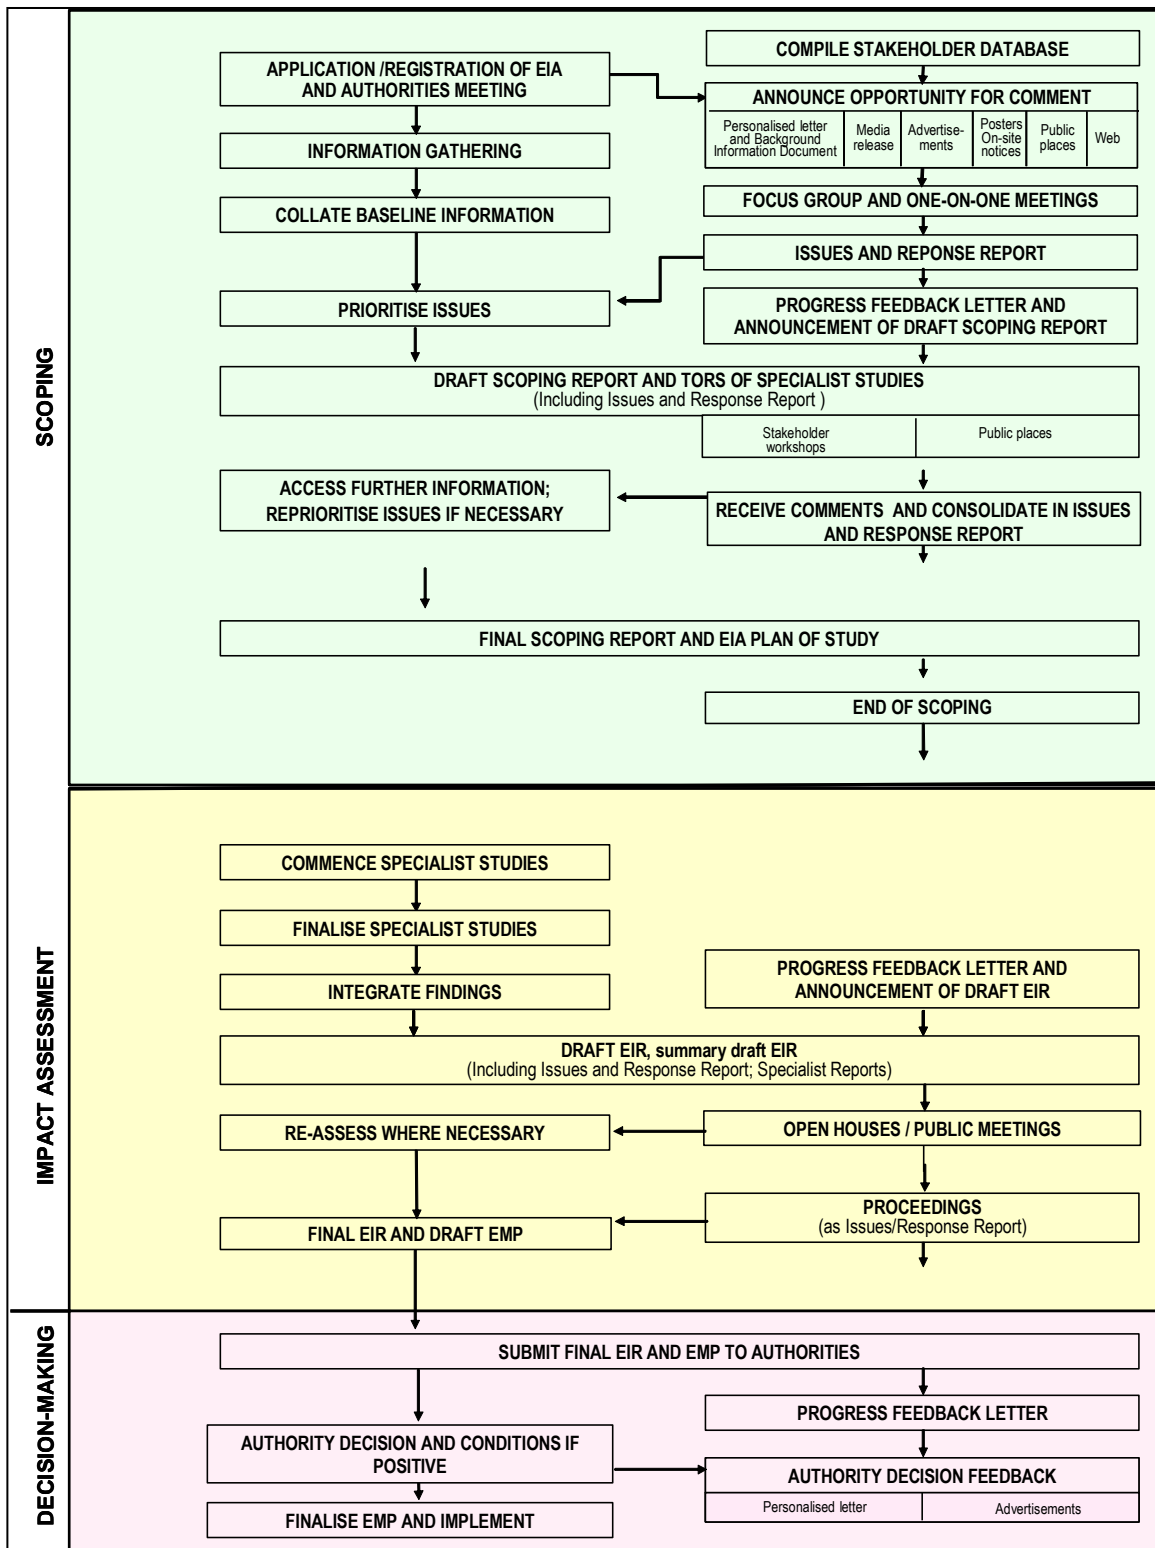 SCOPING
COMPILE STAKEHOLDER DATABASE
APPLICATION /REGISTRATION OF EIA
AND AUTHORITIES MEETING
ANNOUNCE OPPORTUNITY FOR COMMENT
Personalised letter
and Background
Information Document
Media
release
Advertise-
ments
Posters
On-site
notices
Public
places
Web
INFORMATION GATHERING
FOCUS GROUP AND ONE-ON-ONE MEETINGS
COLLATE BASELINE INFORMATION
ISSUES AND REPONSE REPORT
PRIORITISE ISSUES
PROGRESS FEEDBACK LETTER AND
ANNOUNCEMENT OF DRAFT SCOPING REPORT
DRAFT SCOPING REPORT AND TORS OF SPECIALIST STUDIES
(Including Issues and Response Report )
Stakeholder
workshops
Public places
ACCESS FURTHER INFORMATION;
REPRIORITISE ISSUES IF NECESSARY
RECEIVE COMMENTS AND CONSOLIDATE IN ISSUES
AND RESPONSE REPORT
FINAL SCOPING REPORT AND EIA PLAN OF STUDY
END OF SCOPING
IMPACT ASSESSMENT
COMMENCE SPECIALIST STUDIES
FINALISE SPECIALIST STUDIES
INTEGRATE FINDINGS
PROGRESS FEEDBACK LETTER AND
ANNOUNCEMENT OF DRAFT EIR
DRAFT EIR, summary draft EIR
(Including Issues and Response Report; Specialist Reports)
RE-ASSESS WHERE NECESSARY
OPEN HOUSES / PUBLIC MEETINGS
PROCEEDINGS
(as Issues/Response Report)
FINAL EIR AND DRAFT EMP
DECISION-MAKING
SUBMIT FINAL EIR AND EMP TO AUTHORITIES
PROGRESS FEEDBACK LETTER
AUTHORITY DECISION AND CONDITIONS IF
POSITIVE
AUTHORITY DECISION FEEDBACK
Personalised letter
Advertisements
FINALISE EMP AND IMPLEMENT